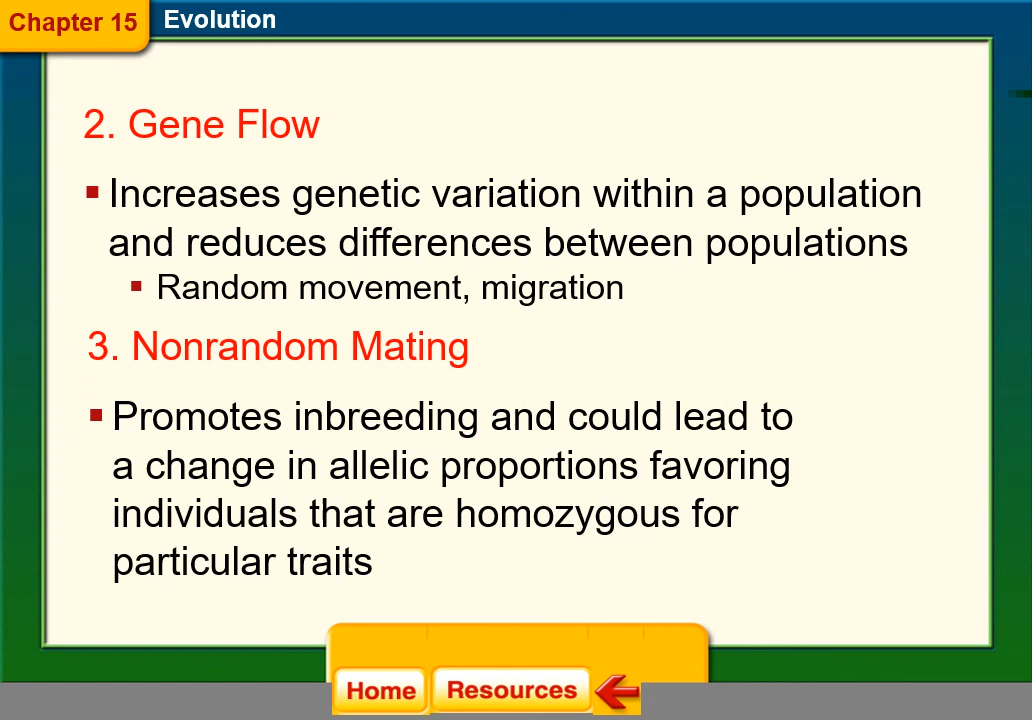 Chapter 15
Evolution
2. Gene Flow
▪ Increases genetic variation within a population
and reduces differences between populations
▪ Random movement, migration
3. Nonrandom Mating
▪ Promotes inbreeding and could lead to
a change in allelic proportions favoring
individuals that are homozygous for
particular traits
Home
Resources